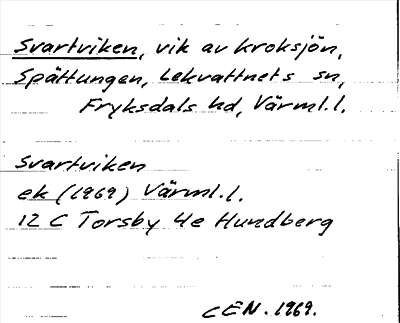 Svartviken, vik av Kroksjön,
Spättungen, Lekvattnets sn,
Fryksdals hd, Värml.l.
Svartviken
ek (1969) Värml.l.
12 C Torsby 4e Hundberg
CEN. 1969.